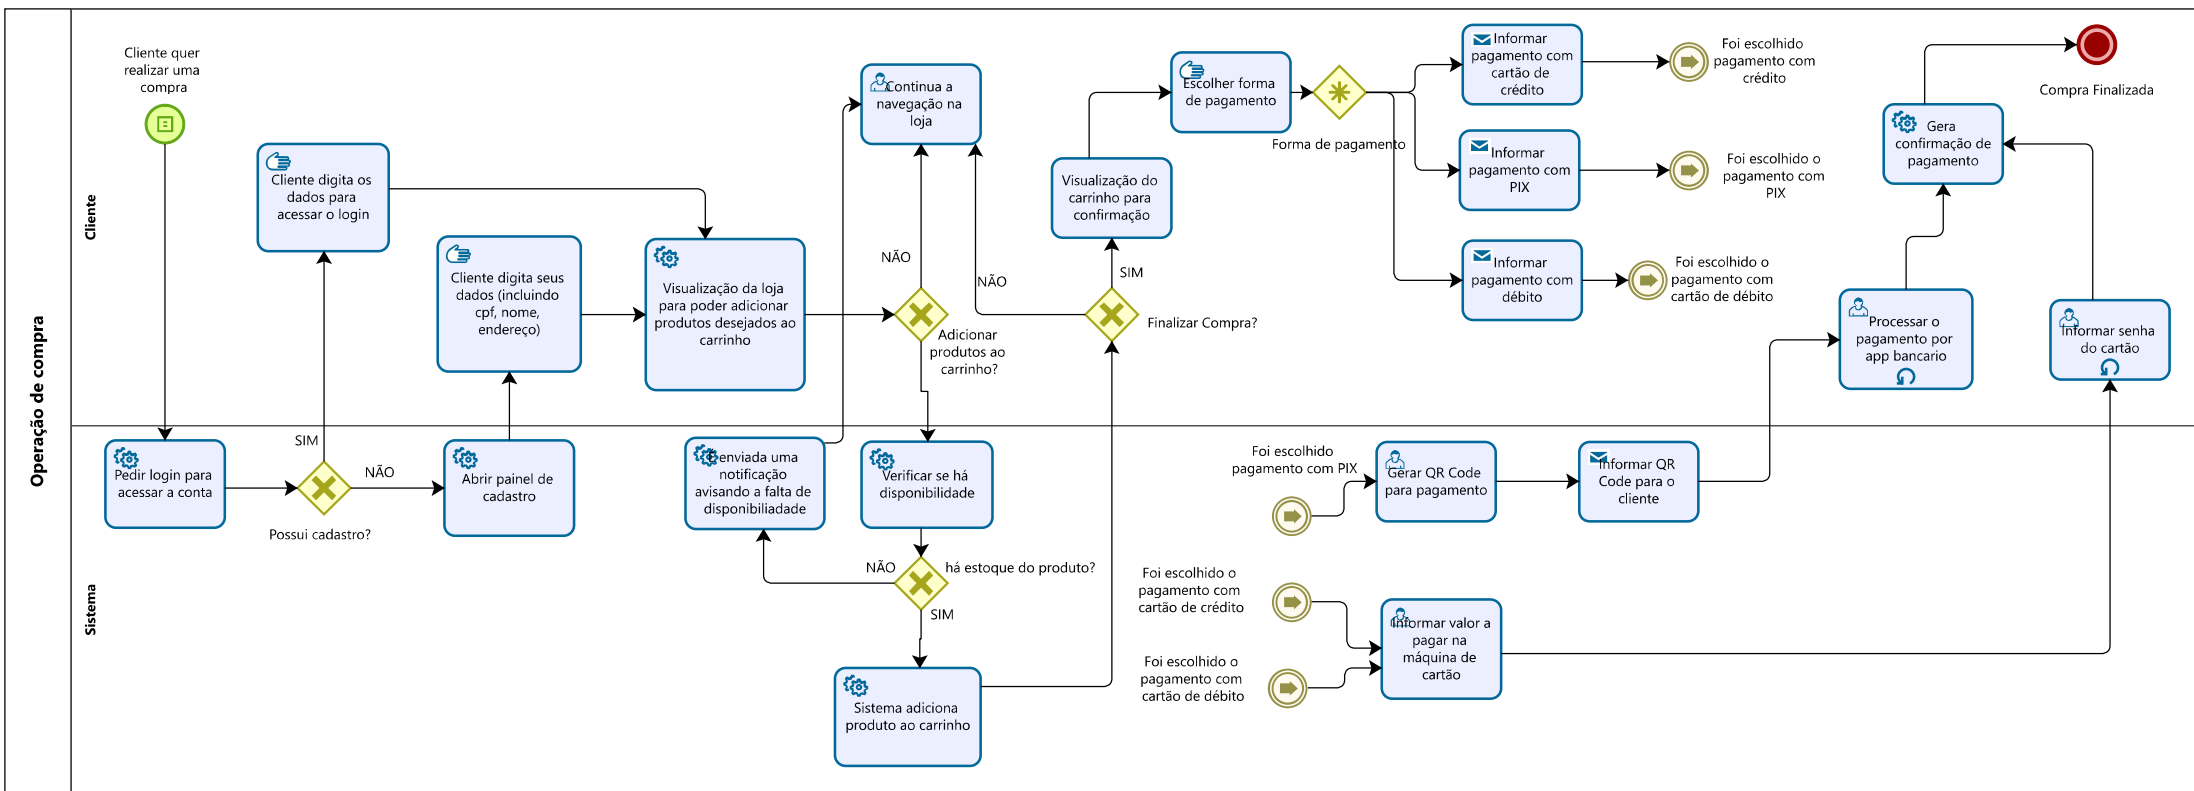 Operação de compra
Cliente
Cliente quer
realizar uma
compra
Cliente digita os
dados para
acessar o login
Cliente digita seus
dados (incluindo
cpf, nome,
endereço)
Visualização da loja
para poder adicionar
produtos desejados ao
carrinho
Continua a
navegação na
loja
NÃO
Adicionar
produtos ao
carrinho?
NÃO
SIM
Finalizar Compra?
Visualização do
carrinho para
confirmação
Escolher forma
de pagamento
Forma de pagamento
Informar
pagamento com
cartão de
crédito
Foi escolhido
pagamento com
crédito
Informar
pagamento com
PIX
Foi escolhido o
pagamento com
PIX
Informar
pagamento com
débito
Foi escolhido o
pagamento com
cartão de débito
Gera
confirmação de
pagamento
Compra Finalizada
Processar o
pagamento por
app bancario
Informar senha
do cartão
Sistema
Pedir login para
acessar a conta
SIM
NÃO
Possui cadastro?
Abrir painel de
cadastro
enviada uma
notificação
avisando a falta de
disponibiliadade
Verificar se há
disponibilidade
NÃO
há estoque do produto?
SIM
Sistema adiciona
produto ao carrinho
Foi escolhido
pagamento com PIX
Gerar QR Code
para pagamento
Informar QR
Code para o
cliente
Foi escolhido o
pagamento com
cartão de crédito
Foi escolhido o
pagamento com
cartão de débito
Informar valor a
pagar na
máquina de
cartão